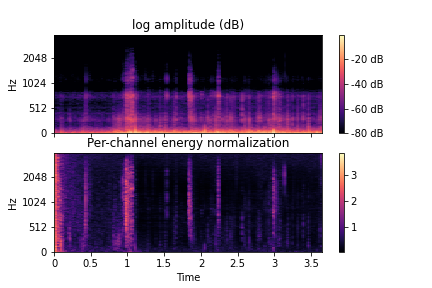 log amplitude (dB)
Hz
2048
1024
512
0
-20 dB
-40 dB
-60 dB
-80 dB
Per-channel energy normalization
Hz
2048
1024
512
0
3
2
1
0 0.5 1 1.5 2 2.5 3 3.5
Time